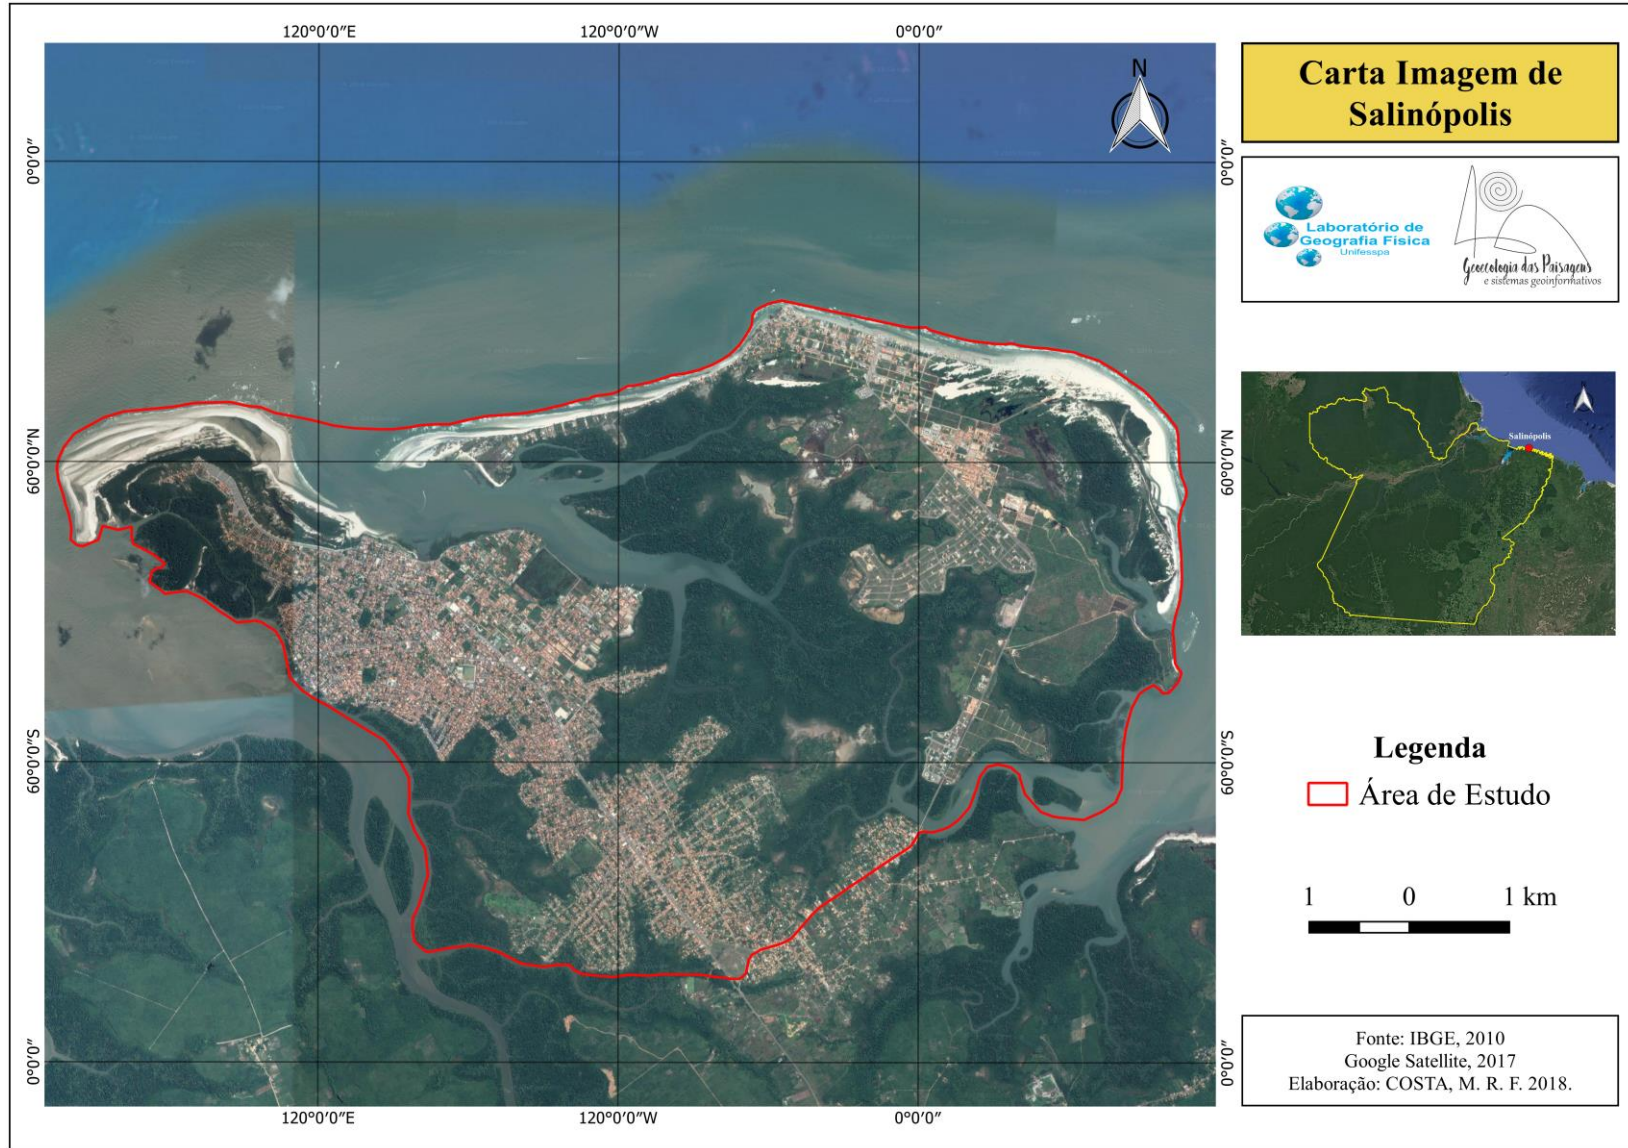 120°0'0"E 120°0'0"W 0°0'0"
N
0°0'0" 0°0'0"
60°0'0"N 60°0'0"N
60°0'0"S 60°0'0"S
0°0'0" 0°0'0"
120°0'0"E 120°0'0"W 0°0'0"
Carta Imagem de
Salinópolis
Laboratório de
Geografia Física
Unifesspa
Geoecologia das Paisagens
e sistemas geoinformativos
N
Salinópolis
Legenda
Área de Estudo
1 0 1 km
Fonte: IBGE, 2010
Google Satellite, 2017
Elaboração: COSTA, M. R. F. 2018.